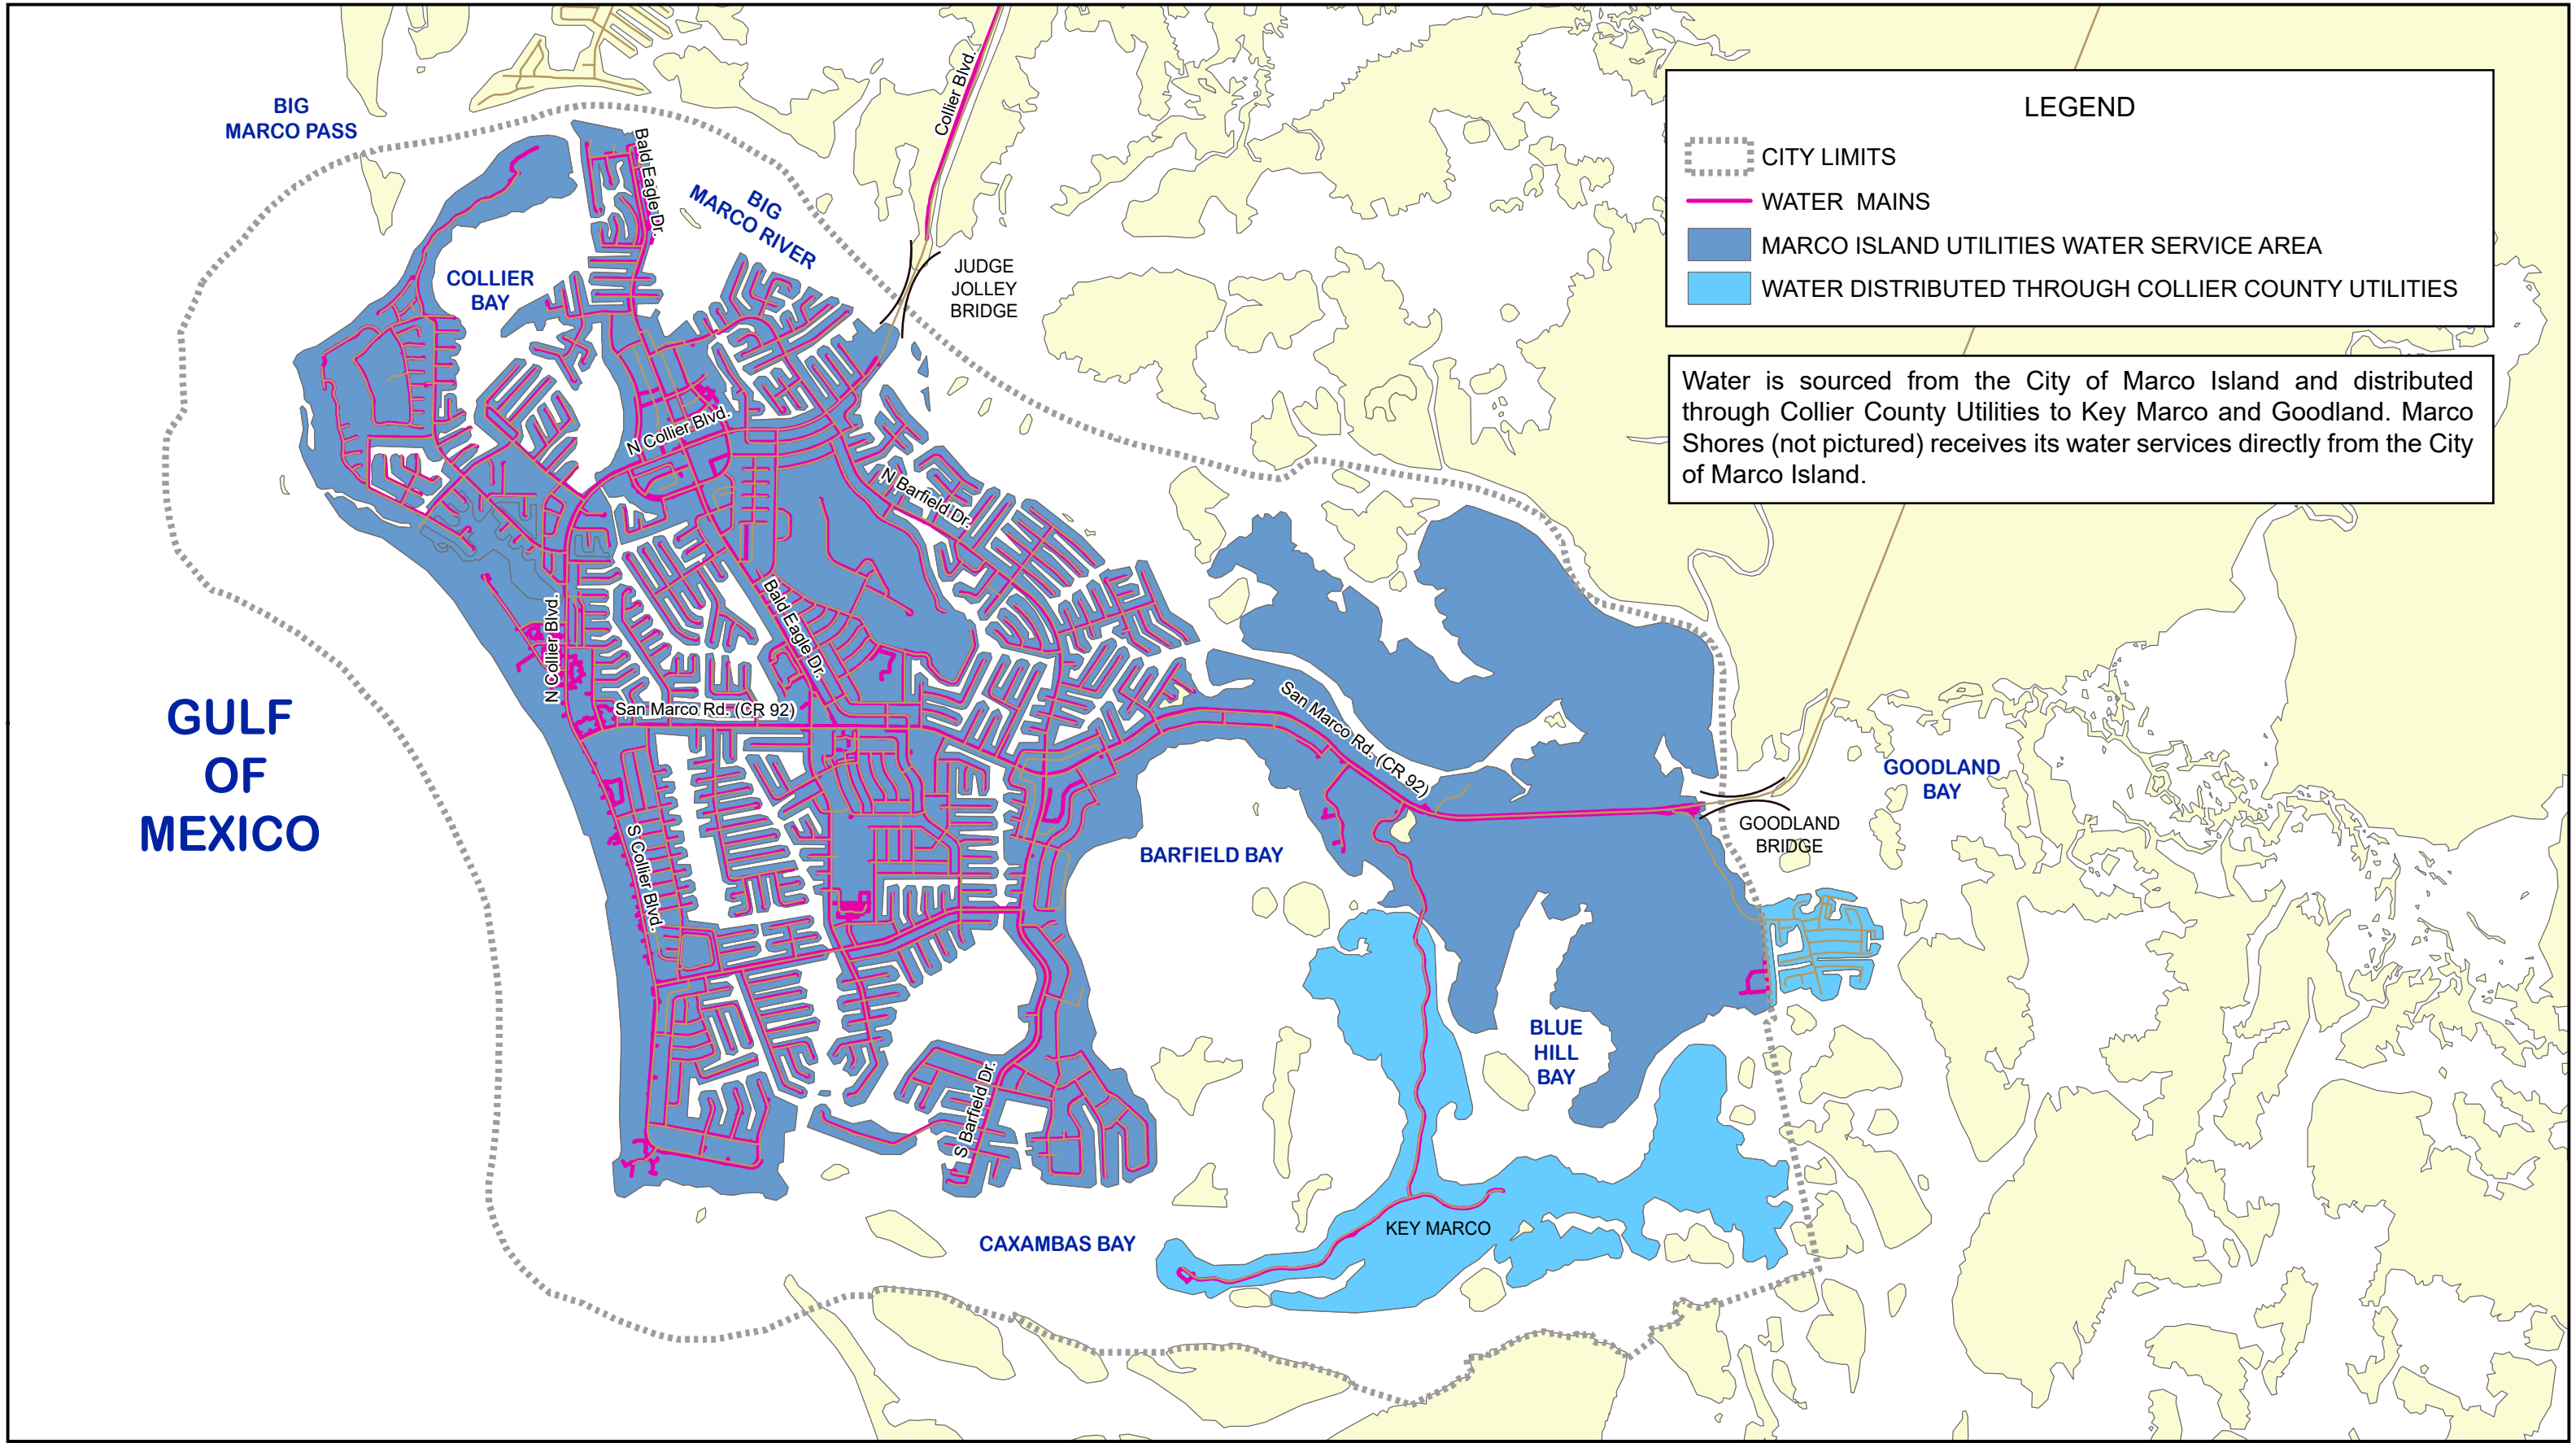 BIG
MARCO PASS
Collier Blvd.
Bald Eagle Dr.
BIG
MARCO RIVER
COLLIER
BAY
JUDGE
JOLLEY
BRIDGE
LEGEND
CITY LIMITS
WATER MAINS
MARCO ISLAND UTILITIES WATER SERVICE AREA
WATER DISTRIBUTED THROUGH COLLIER COUNTY UTILITIES
Water is sourced from the City of Marco Island and distributed
through Collier County Utilities to Key Marco and Goodland. Marco
Shores (not pictured) receives its water services directly from the City
of Marco Island.
N Collier Blvd.
N Barfield Dr.
N Collier Blvd.
Bald Eagle Dr.
San Marco Rd. (CR 92)
San Marco Rd. (CR 92)
GULF
OF
MEXICO
GOODLAND
BAY
GOODLAND
BRIDGE
BARFIELD BAY
S Collier Blvd.
BLUE
HILL
BAY
S Barfield Dr.
KEY MARCO
CAXAMBAS BAY